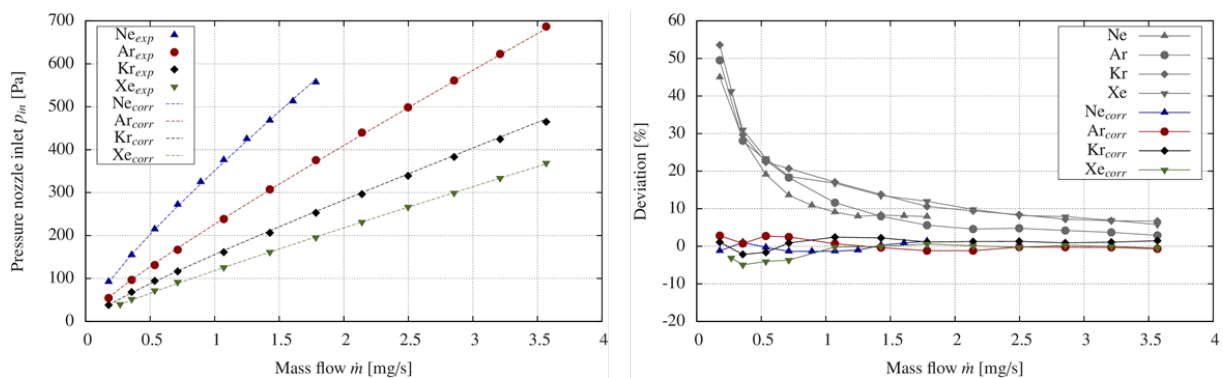 700
600
500
400
300
200
100
0
Pressure nozzle inlet p_in [Pa]
Ne_exp
Ar_exp
Kr_exp
Xe_exp
Ne_corr
Ar_corr
Kr_corr
Xe_corr
0 0.5 1 1.5 2 2.5 3 3.5 4
Mass flow ṁ [mg/s]
60
50
40
30
20
10
0
-10
-20
Deviation [%]
Ne
Ar
Kr
Xe
Ne_corr
Ar_corr
Kr_corr
Xe_corr
0 0.5 1 1.5 2 2.5 3 3.5 4
Mass flow ṁ [mg/s]